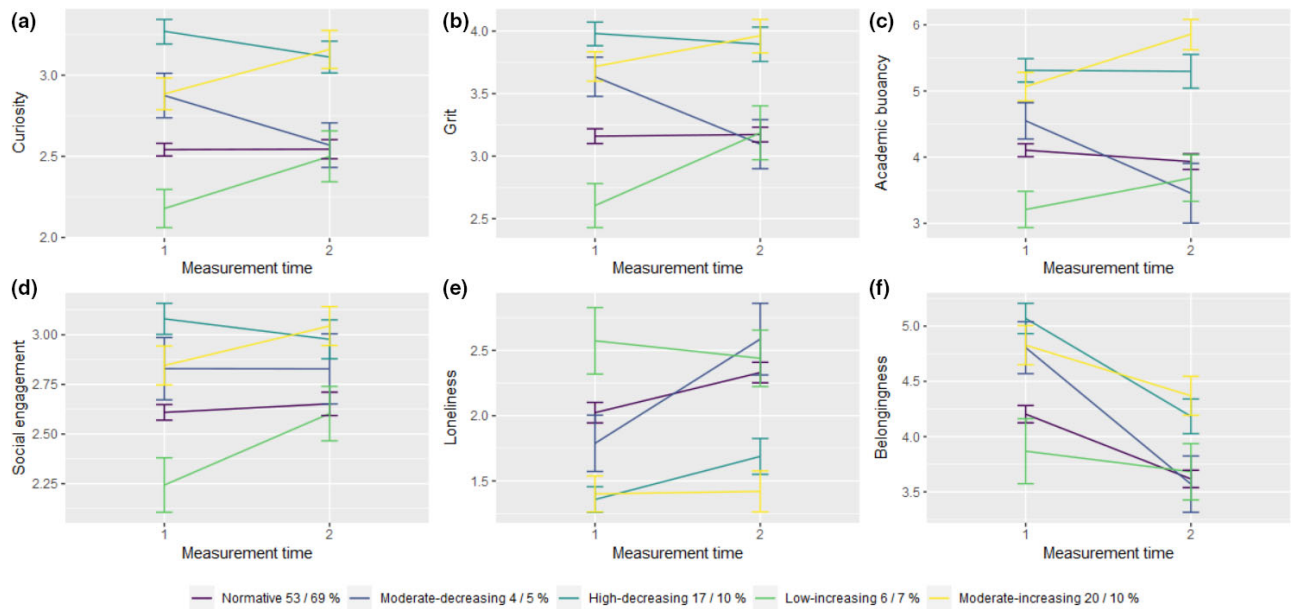 (a)
Curiosity
3.0
2.5
2.0
1
2
Measurement time
(b)
Grit
4.0
3.5
3.0
2.5
1
2
Measurement time
(c)
Academic buoancy
6
5
4
3
1
2
Measurement time
(d)
Social engagement
3.00
2.75
2.50
2.25
1
2
Measurement time
(e)
Loneliness
2.5
2.0
1.5
1
2
Measurement time
(f)
Belongingness
5.0
4.5
4.0
3.5
1
2
Measurement time
Normative 53 / 69 % Moderate-decreasing 4 / 5 % High-decreasing 17 / 10 % Low-increasing 6 / 7 % Moderate-increasing 20 / 10 %